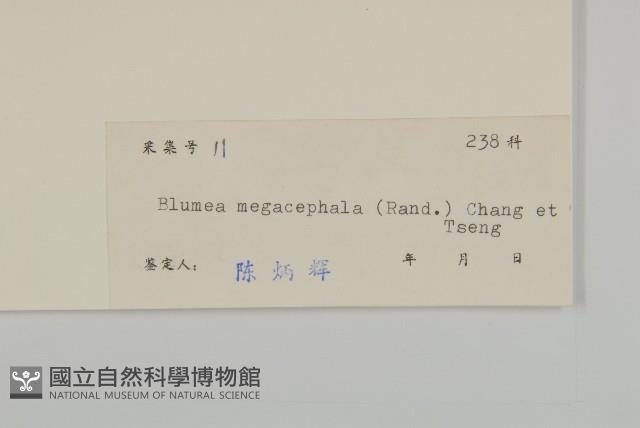 采集号 11 238 科
Blumea megacephala (Rand.) Chang et
Tseng
鉴定人: 陈炳辉 年 月 日
國立自然科學博物館
NATIONAL MUSEUM OF NATURAL SCIENCE